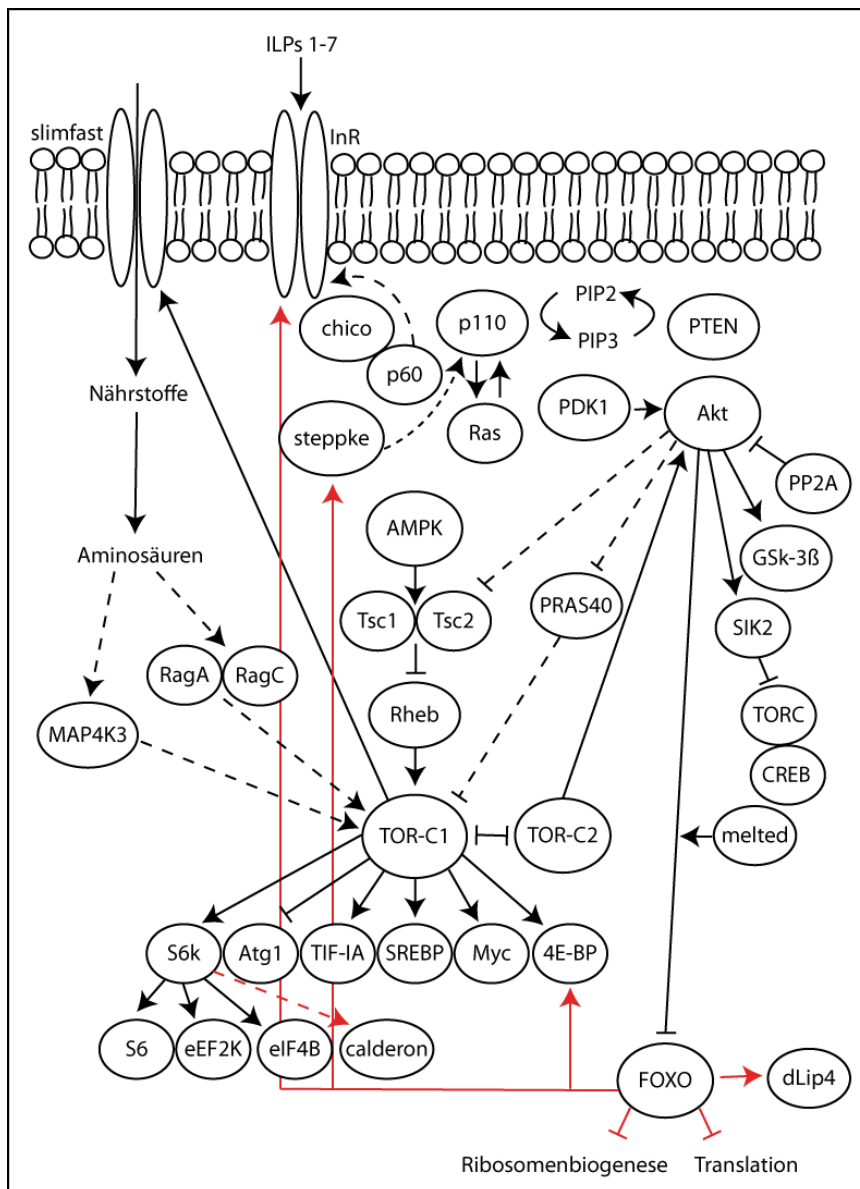 ILPs 1-7
slimfast
InR
PIP2
chico
p110
PTEN
PIP3
p60
Nährstoffe
PDK1
Akt
steppke
Ras
PP2A
AMPK
Aminosäuren
GSk-3ß
Tsc1
Tsc2
PRAS40
SIK2
RagA
RagC
Rheb
TORC
MAP4K3
CREB
TOR-C1
TOR-C2
melted
S6k
Atg1
TIF-IA
SREBP
Myc
4E-BP
S6
eEF2K
eIF4B
calderon
FOXO
dLip4
Ribosomenbiogenese
Translation